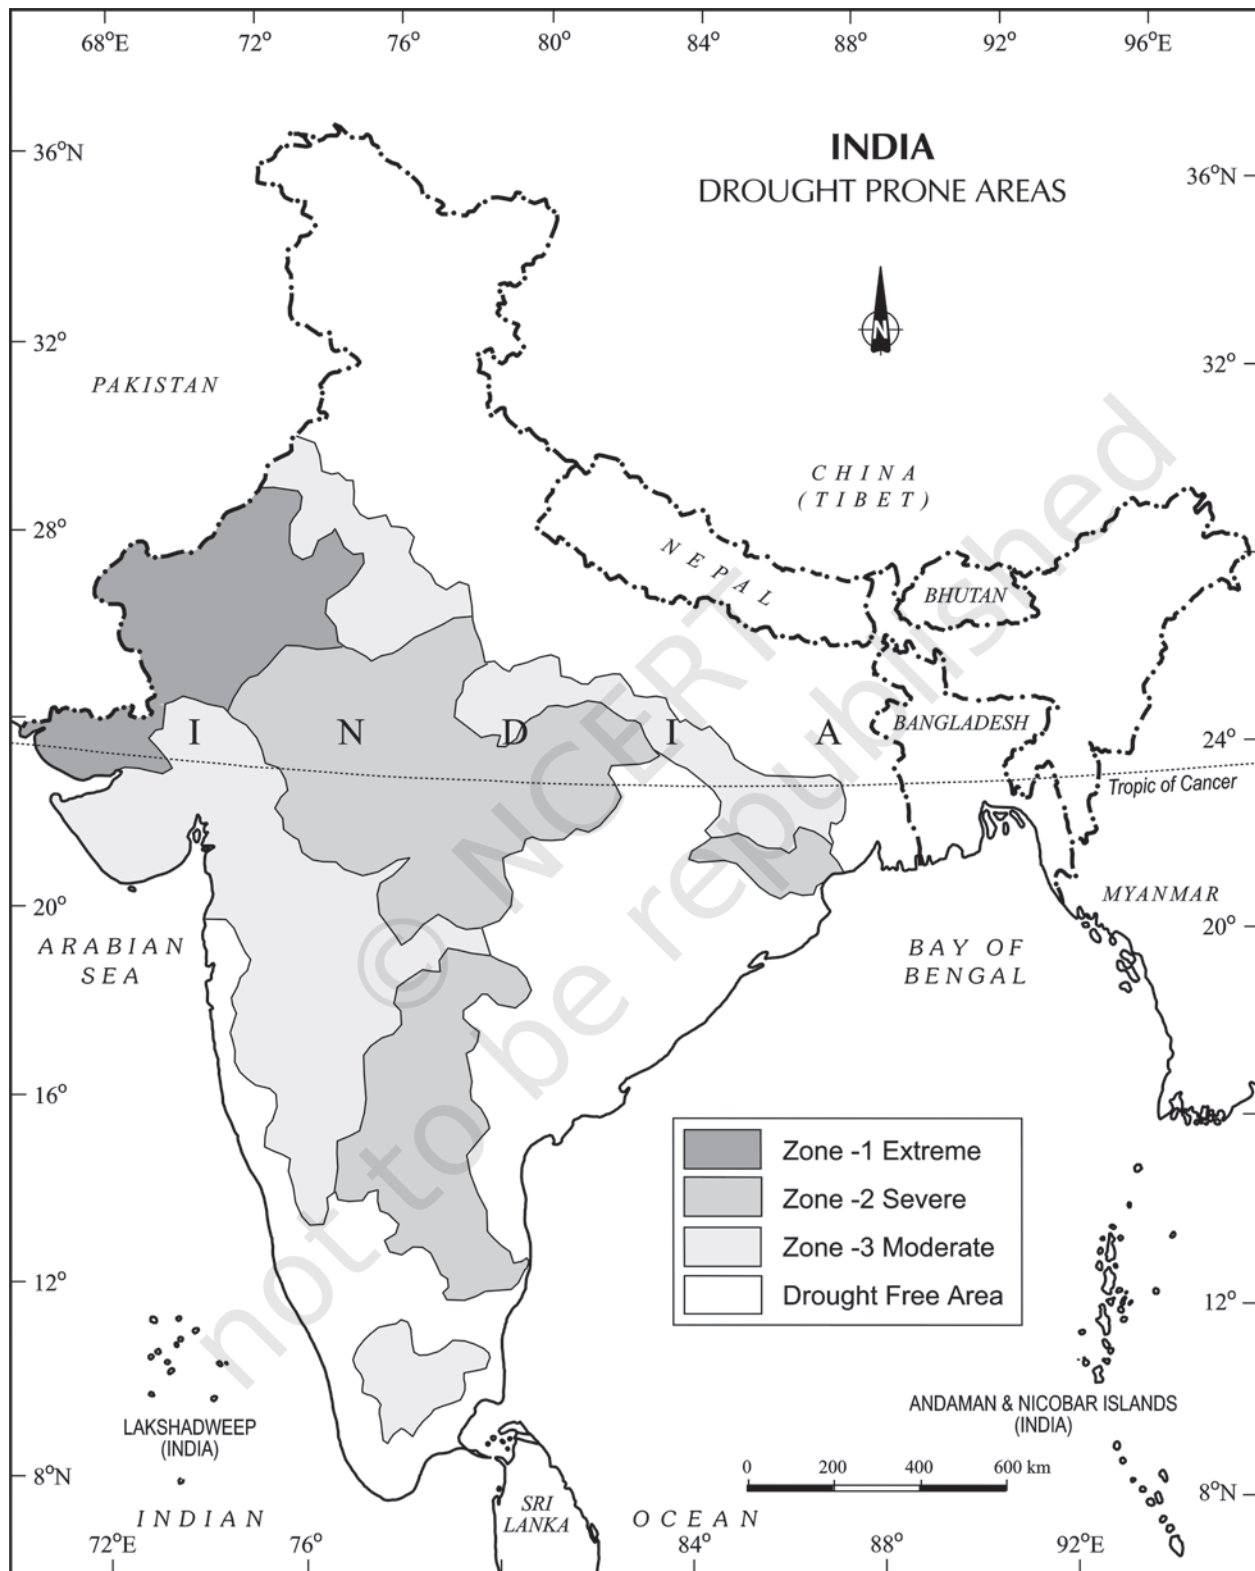 68°E 72° 76° 80° 84° 88° 92° 96°E
INDIA
DROUGHT PRONE AREAS
36°N
36°N
N
32°
32°
PAKISTAN
CHINA
(TIBET)
28°
NEPAL
BHUTAN
I N D I A
BANGLADESH
24°
Tropic of Cancer
MYANMAR
20°
20°
ARABIAN
SEA
BAY OF
BENGAL
© NCERT
not to be republished
16°
Zone -1 Extreme
Zone -2 Severe
Zone -3 Moderate
Drought Free Area
12°
12°
LAKSHADWEEP
(INDIA)
ANDAMAN & NICOBAR ISLANDS
(INDIA)
0 200 400 600 km
8°N
8°N
SRI
LANKA
INDIAN OCEAN
72°E 76° 84° 88° 92°E